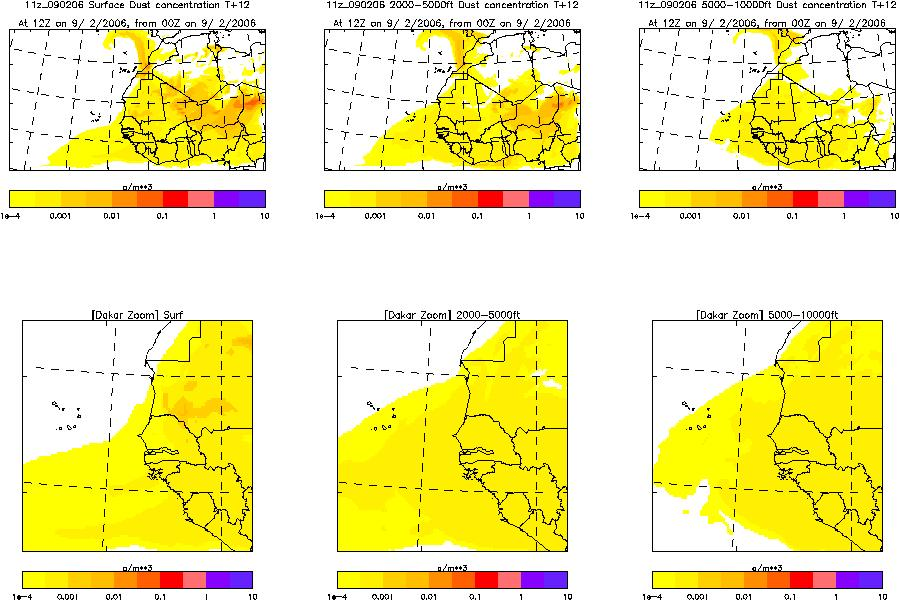 11z_090206 Surface Dust concentration T+12
At 12Z on 9/ 2/2006, from 00Z on 9/ 2/2006
11z_090206 2000-5000ft Dust concentration T+12
At 12Z on 9/ 2/2006, from 00Z on 9/ 2/2006
11z_090206 5000-10000ft Dust concentration T+12
At 12Z on 9/ 2/2006, from 00Z on 9/ 2/2006
g/m**3
1e-4 0.001 0.01 0.1 1 10
g/m**3
1e-4 0.001 0.01 0.1 1 10
g/m**3
1e-4 0.001 0.01 0.1 1 10
[Dakar Zoom] Surf
[Dakar Zoom] 2000-5000ft
[Dakar Zoom] 5000-10000ft
g/m**3
1e-4 0.001 0.01 0.1 1 10
g/m**3
1e-4 0.001 0.01 0.1 1 10
g/m**3
1e-4 0.001 0.01 0.1 1 10